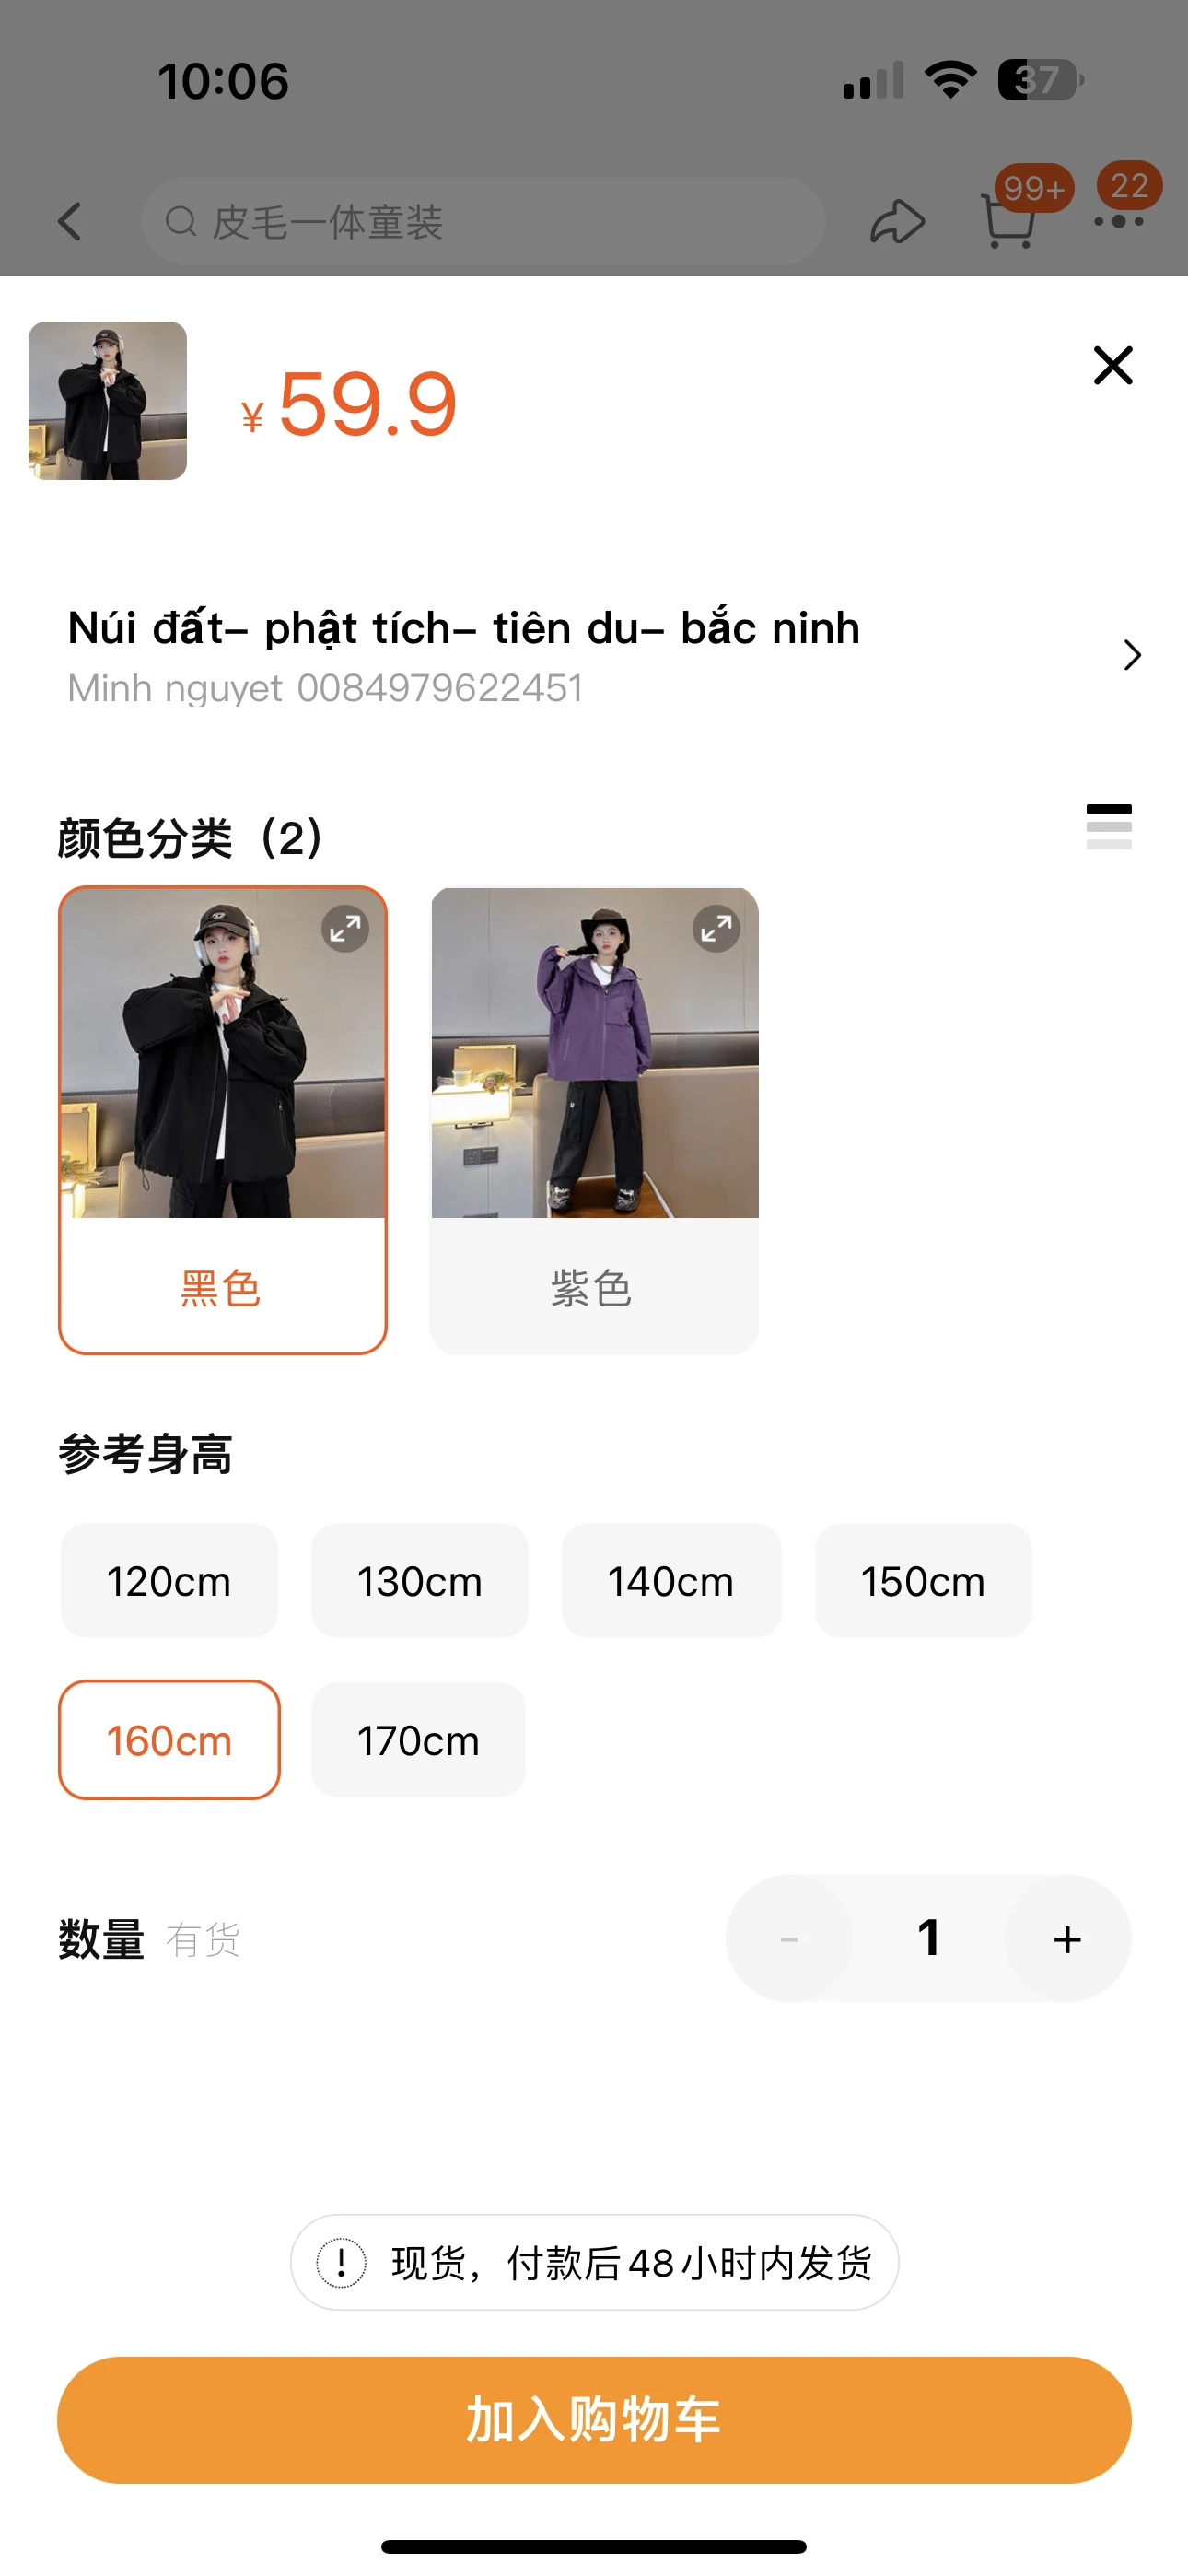 10:06
37
皮毛一体童装
99+
22
¥59.9
Núi đất– phật tích– tiên du– bắc ninh
Minh nguyet 0084979622451
颜色分类（2）
黑色
紫色
参考身高
120cm
130cm
140cm
150cm
160cm
170cm
数量 有货
- 1 +
现货，付款后48小时内发货
加入购物车